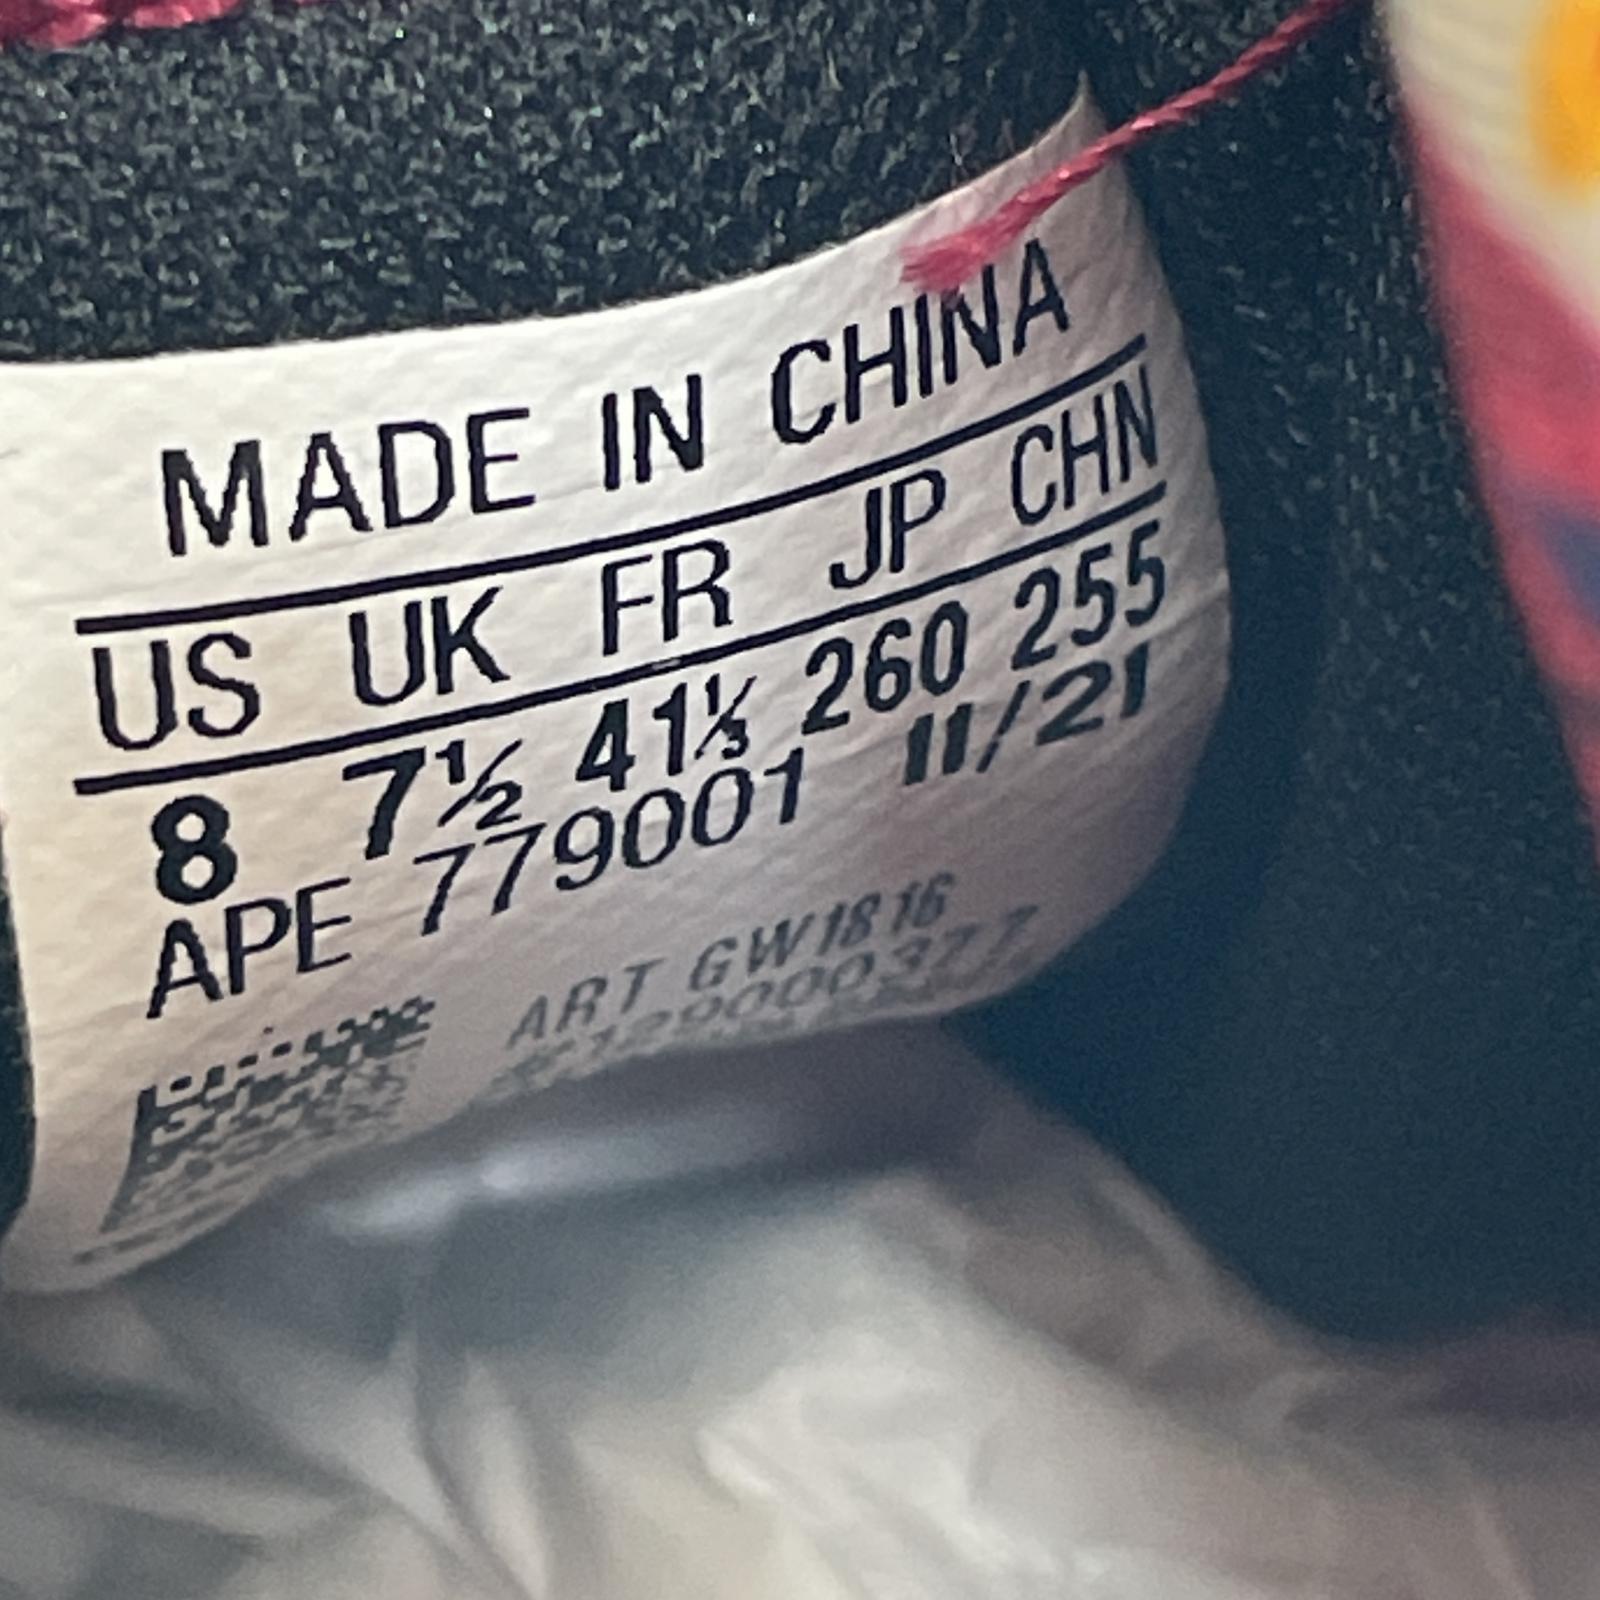 MADE IN CHINA
US UK FR JP CHN
8 7½ 41⅓ 260 255
APE 779001 11/21
ART GW1816